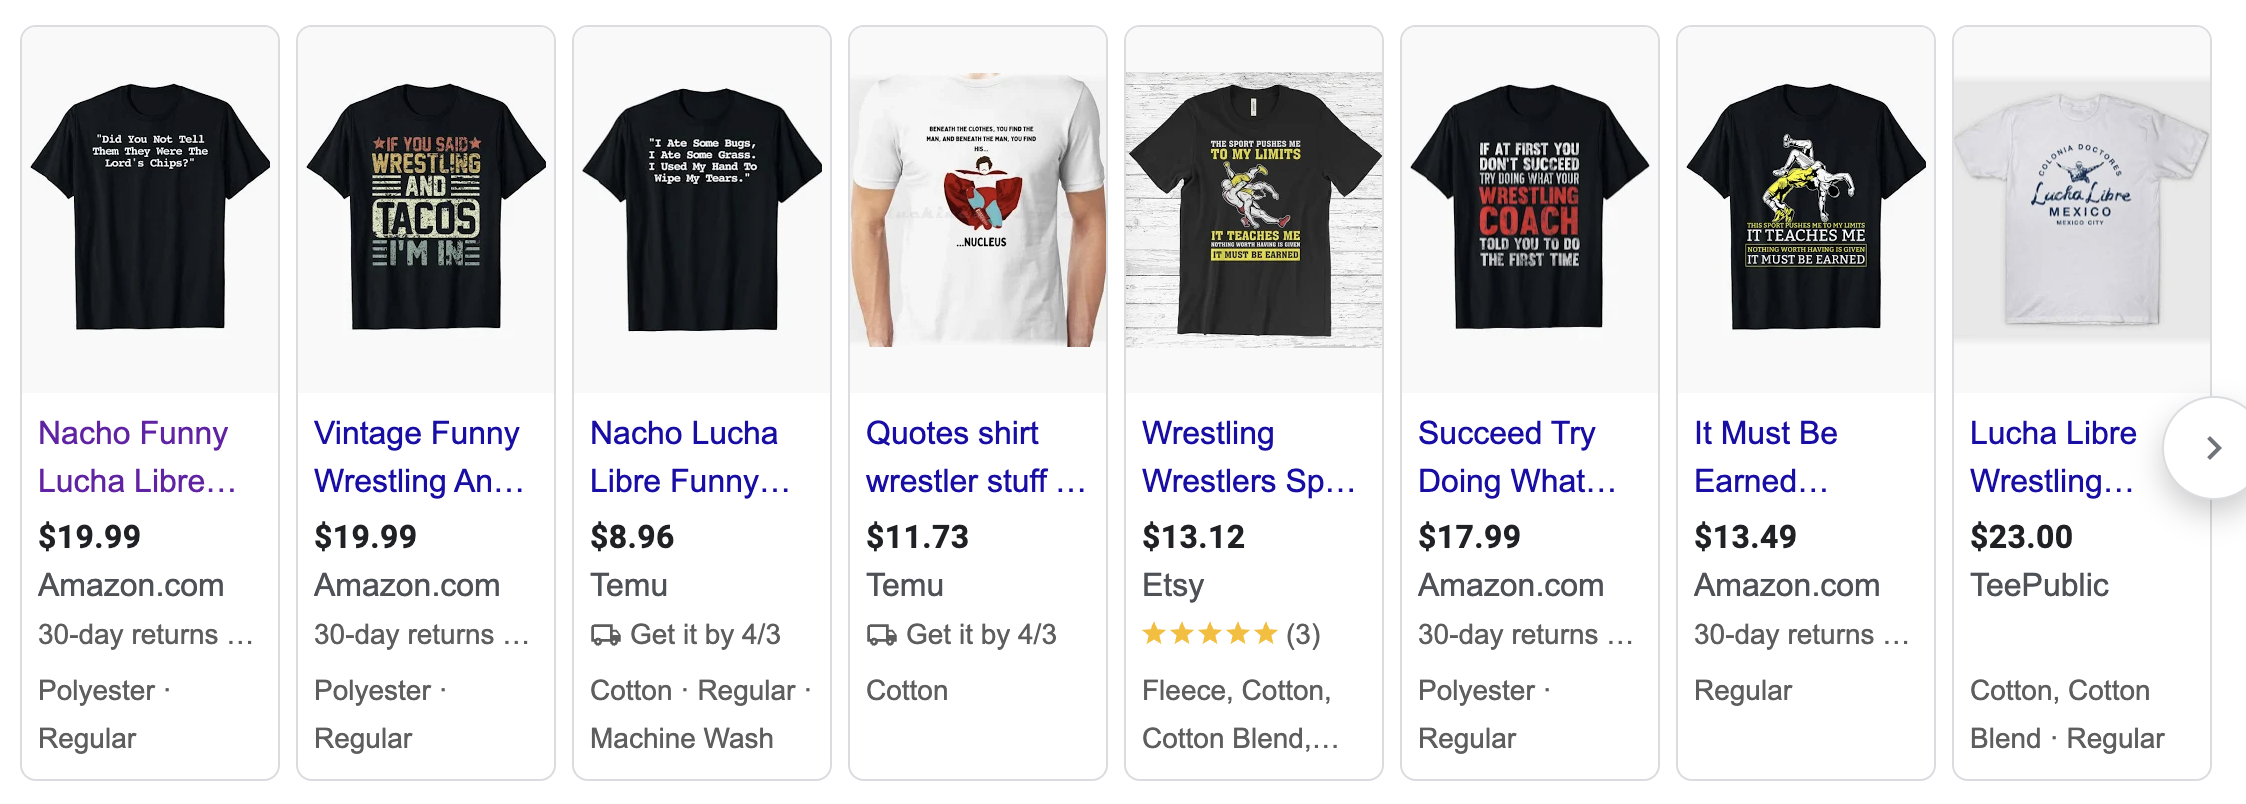 "Did You Not Tell
Them They Were The
Lord's Chips?"
Nacho Funny
Lucha Libre…
$19.99
Amazon.com
30-day returns …
Polyester ·
Regular
IF YOU SAID
WRESTLING
AND
TACOS
I'M IN
Vintage Funny
Wrestling An…
$19.99
Amazon.com
30-day returns …
Polyester ·
Regular
"I Ate Some Bugs,
I Ate Some Grass.
I Used My Hand To
Wipe My Tears."
Nacho Lucha
Libre Funny…
$8.96
Temu
Get it by 4/3
Cotton · Regular ·
Machine Wash
BENEATH THE CLOTHES, YOU FIND THE
MAN, AND BENEATH THE MAN, YOU FIND
HIS...
...NUCLEUS
Quotes shirt
wrestler stuff …
$11.73
Temu
Get it by 4/3
Cotton
THE SPORT PUSHES ME
TO MY LIMITS
IT TEACHES ME
NOTHING WORTH HAVING IS GIVEN
IT MUST BE EARNED
Wrestling
Wrestlers Sp…
$13.12
Etsy
(3)
Fleece, Cotton,
Cotton Blend,…
IF AT FIRST YOU
DON'T SUCCEED
TRY DOING WHAT YOUR
WRESTLING
COACH
TOLD YOU TO DO
THE FIRST TIME
Succeed Try
Doing What…
$17.99
Amazon.com
30-day returns …
Polyester ·
Regular
THIS SPORT PUSHES ME TO MY LIMITS
IT TEACHES ME
NOTHING WORTH HAVING IS GIVEN
IT MUST BE EARNED
It Must Be
Earned…
$13.49
Amazon.com
30-day returns …
Regular
COLONIA DOCTORES
Lucha Libre
MEXICO
MEXICO CITY
Lucha Libre
Wrestling…
$23.00
TeePublic
Cotton, Cotton
Blend · Regular